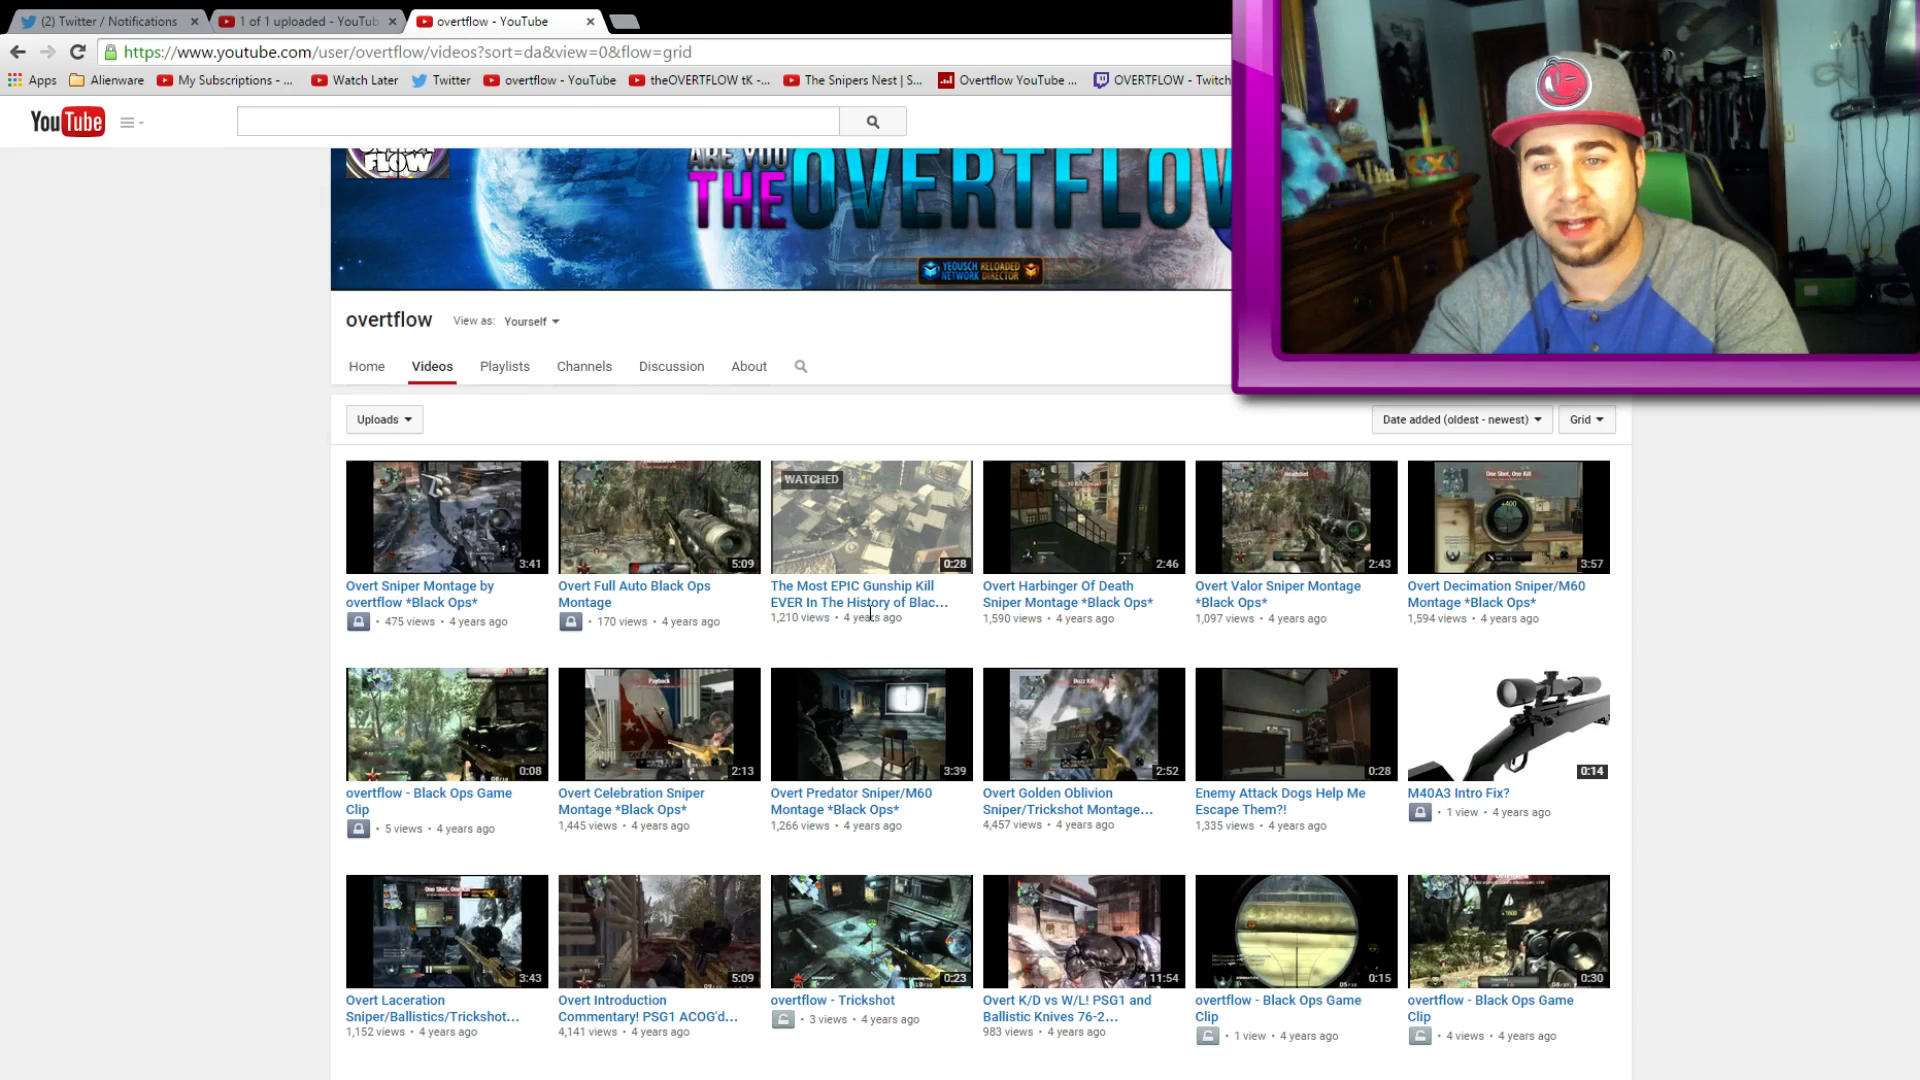 (2) Twitter / Notifications
1 of 1 uploaded - YouTub
overtflow - YouTube
https://www.youtube.com/user/overtflow/videos?sort=da&view=0&flow=grid
Apps
Alienware
My Subscriptions - ...
Watch Later
Twitter
overtflow - YouTube
theOVERTFLOW tK -...
The Snipers Nest | S...
Overtflow YouTube ...
OVERTFLOW - Twitch
YouTube
FLOW
ARE YOU
THE OVERTFLOW
YEOUSCH RELOADED
NETWORK DIRECTOR
overtflow
View as: Yourself
Home
Videos
Playlists
Channels
Discussion
About
Uploads
Date added (oldest - newest)
Grid
WATCHED
One Shot, One Kill
+400
3:41
5:09
0:28
2:46
2:43
3:57
Overt Sniper Montage by
overtflow *Black Ops*
475 views • 4 years ago
Overt Full Auto Black Ops
Montage
170 views • 4 years ago
The Most EPIC Gunship Kill
EVER In The History of Blac...
1,210 views • 4 years ago
Overt Harbinger Of Death
Sniper Montage *Black Ops*
1,590 views • 4 years ago
Overt Valor Sniper Montage
*Black Ops*
1,097 views • 4 years ago
Overt Decimation Sniper/M60
Montage *Black Ops*
1,594 views • 4 years ago
Payback
Buzz Kill
0:08
2:13
3:39
2:52
0:28
0:14
overtflow - Black Ops Game
Clip
5 views • 4 years ago
Overt Celebration Sniper
Montage *Black Ops*
1,445 views • 4 years ago
Overt Predator Sniper/M60
Montage *Black Ops*
1,266 views • 4 years ago
Overt Golden Oblivion
Sniper/Trickshot Montage...
4,457 views • 4 years ago
Enemy Attack Dogs Help Me
Escape Them?!
1,335 views • 4 years ago
M40A3 Intro Fix?
1 view • 4 years ago
3:43
5:09
0:23
11:54
0:15
0:30
Overt Laceration
Sniper/Ballistics/Trickshot...
1,152 views • 4 years ago
Overt Introduction
Commentary! PSG1 ACOG'd...
4,141 views • 4 years ago
overtflow - Trickshot
3 views • 4 years ago
Overt K/D vs W/L! PSG1 and
Ballistic Knives 76-2...
983 views • 4 years ago
overtflow - Black Ops Game
Clip
1 view • 4 years ago
overtflow - Black Ops Game
Clip
4 views • 4 years ago